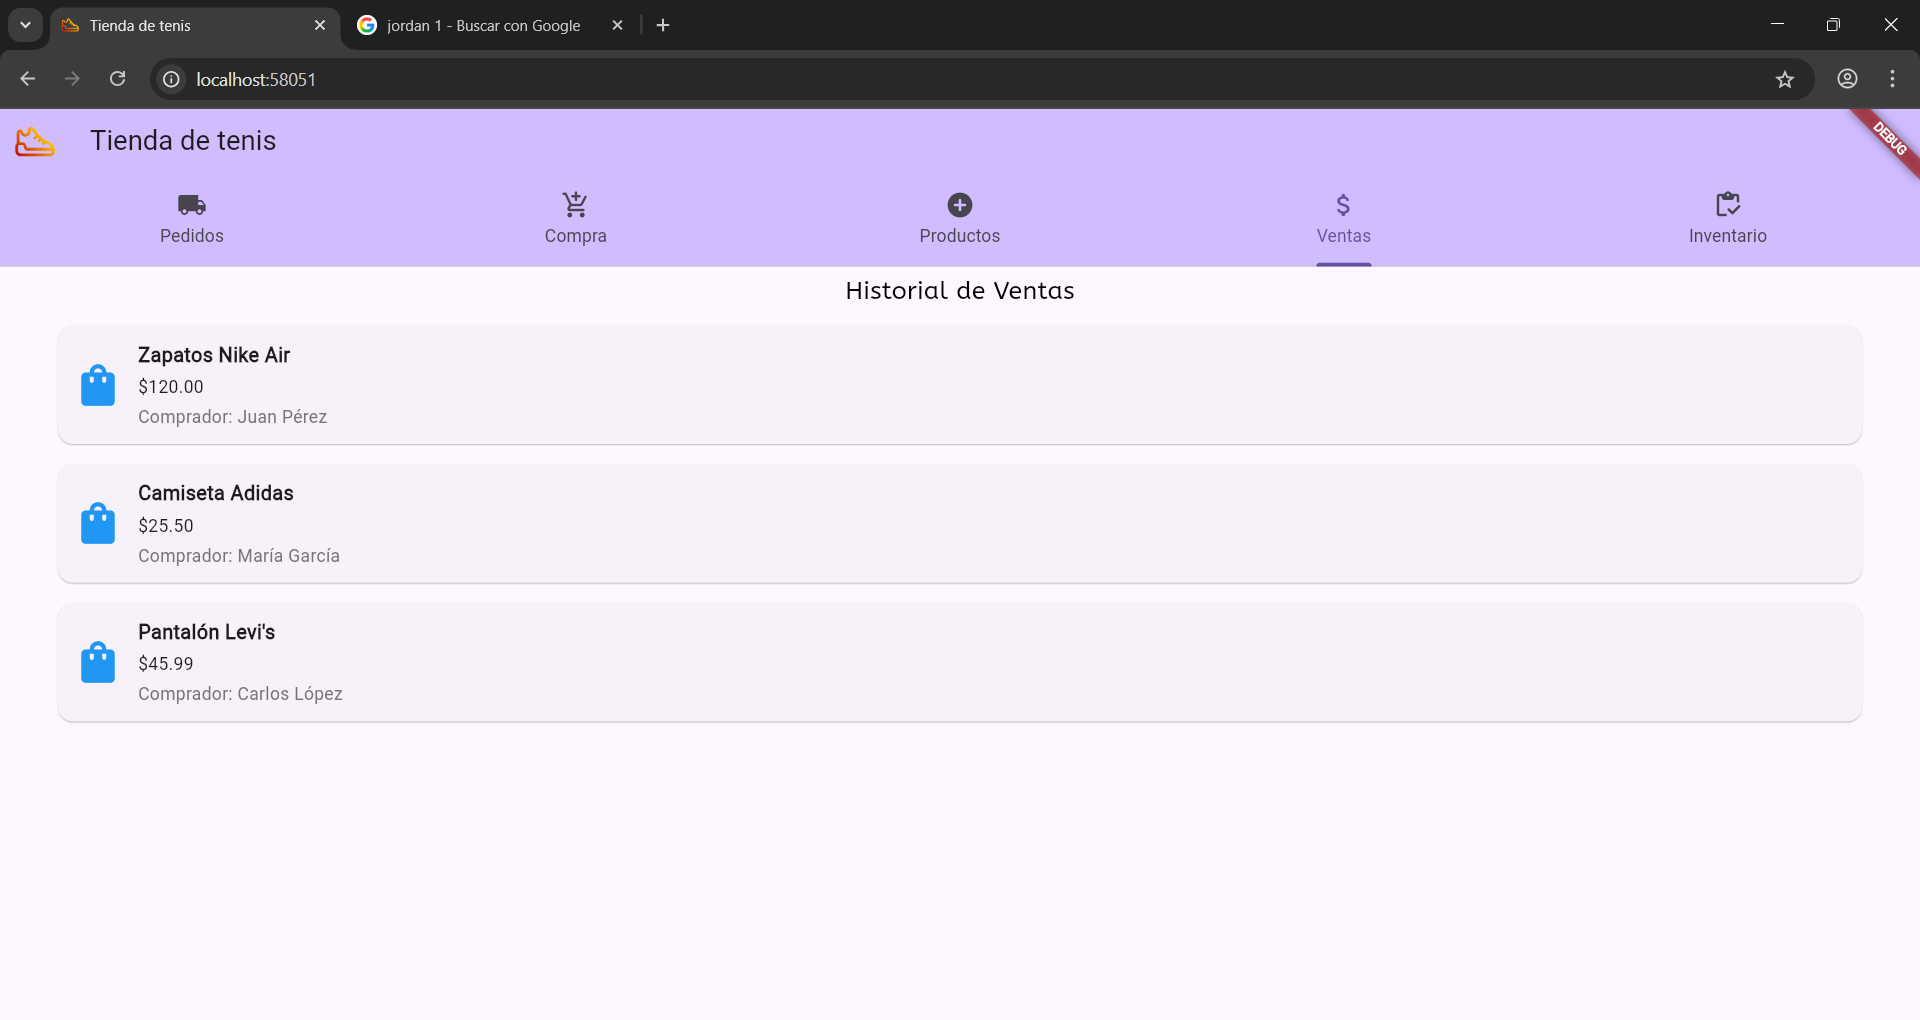 Tienda de tenis
jordan 1 - Buscar con Google
localhost:58051
Tienda de tenis
DEBUG
Pedidos
Compra
Productos
Ventas
Inventario
Historial de Ventas
Zapatos Nike Air
$120.00
Comprador: Juan Pérez
Camiseta Adidas
$25.50
Comprador: María García
Pantalón Levi's
$45.99
Comprador: Carlos López